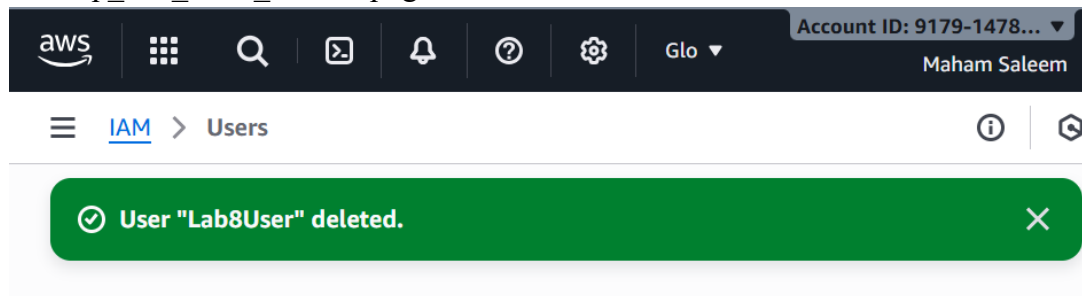 aws
Glo
Account ID: 9179-1478...
Maham Saleem
IAM > Users
User "Lab8User" deleted.